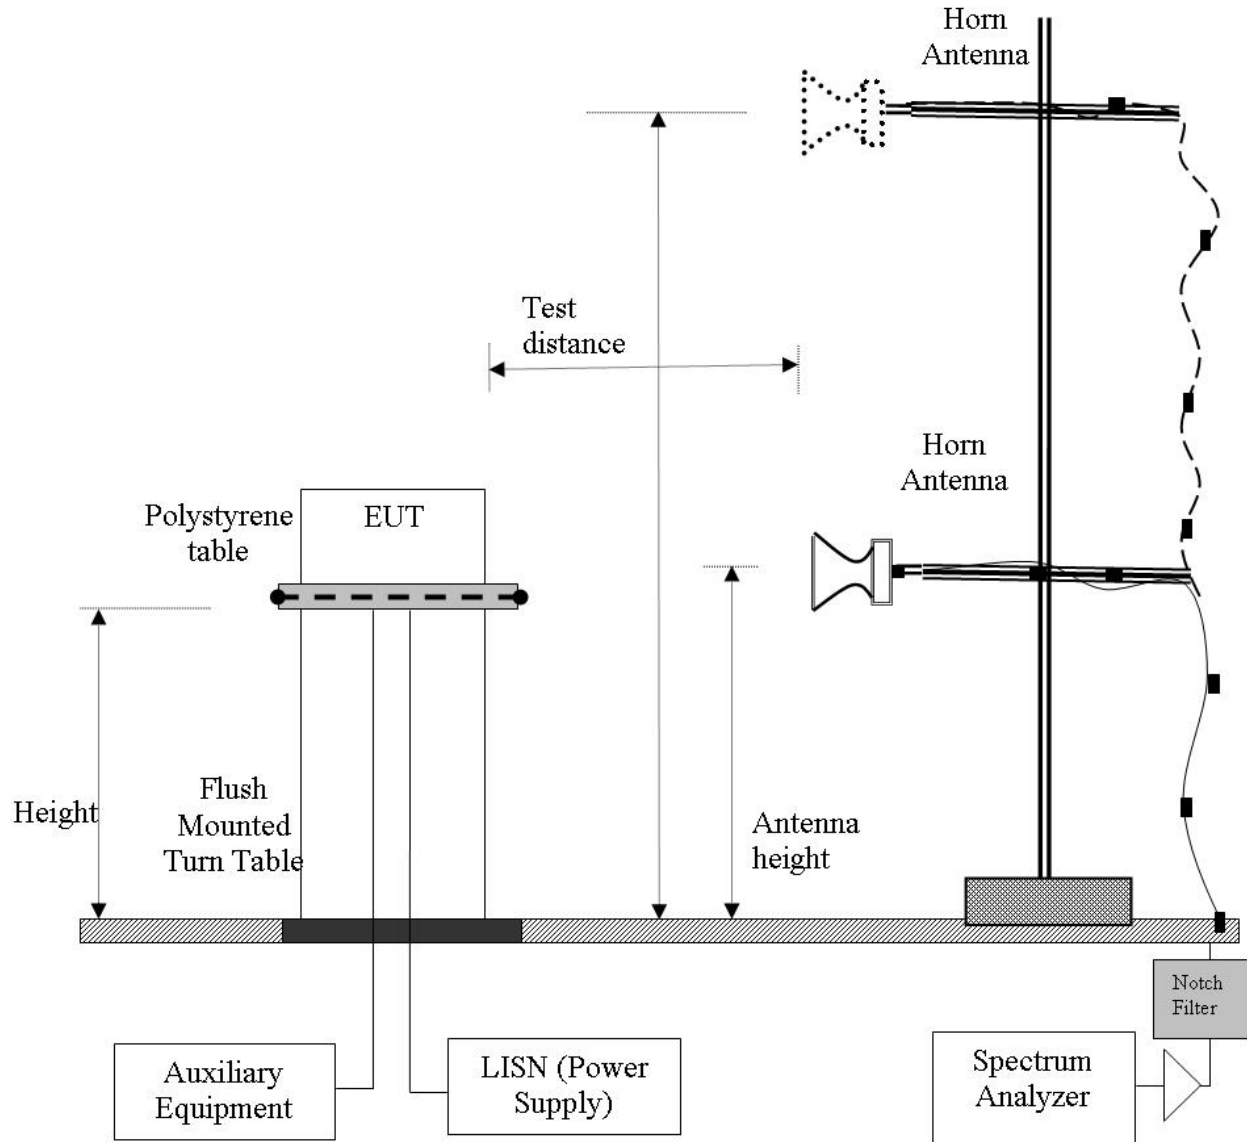 Horn
Antenna
Test
distance
Horn
Antenna
Polystyrene
table
EUT
Height
Flush
Mounted
Turn Table
Antenna
height
Notch
Filter
Auxiliary
Equipment
LISN (Power
Supply)
Spectrum
Analyzer